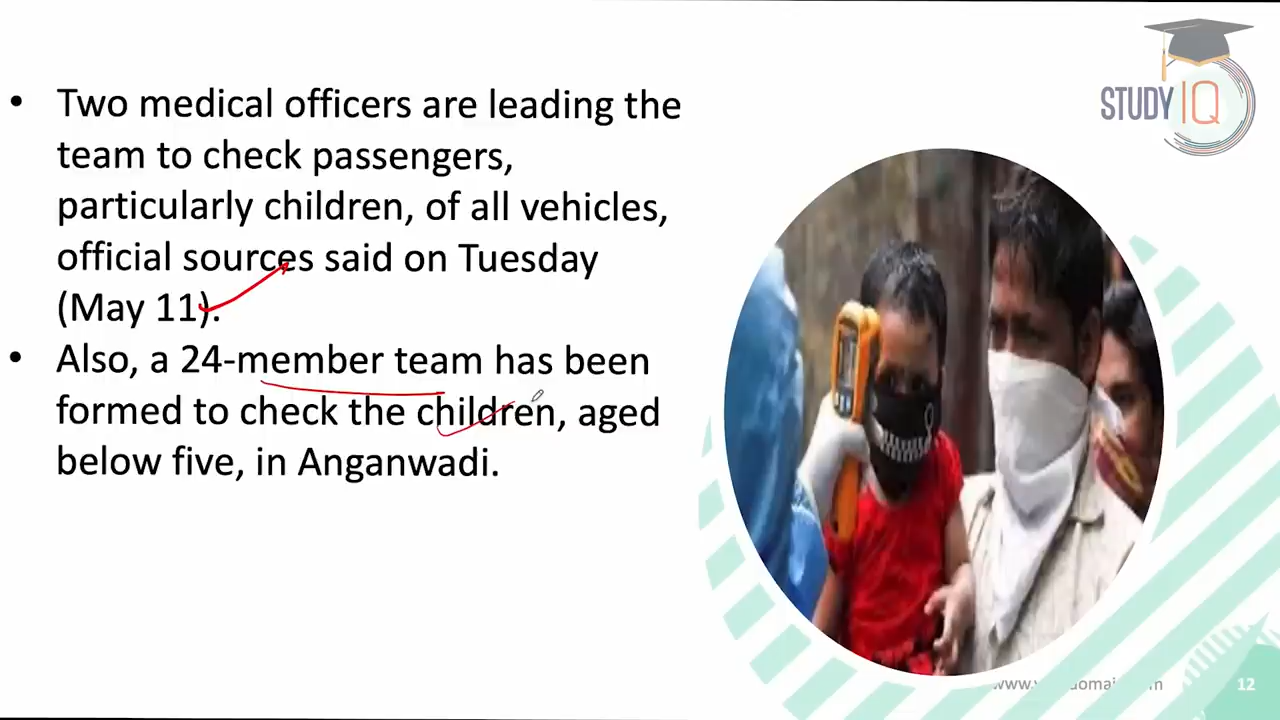 STUDY IQ
• Two medical officers are leading the
team to check passengers,
particularly children, of all vehicles,
official sources said on Tuesday
(May 11).
• Also, a 24-member team has been
formed to check the children, aged
below five, in Anganwadi.
12